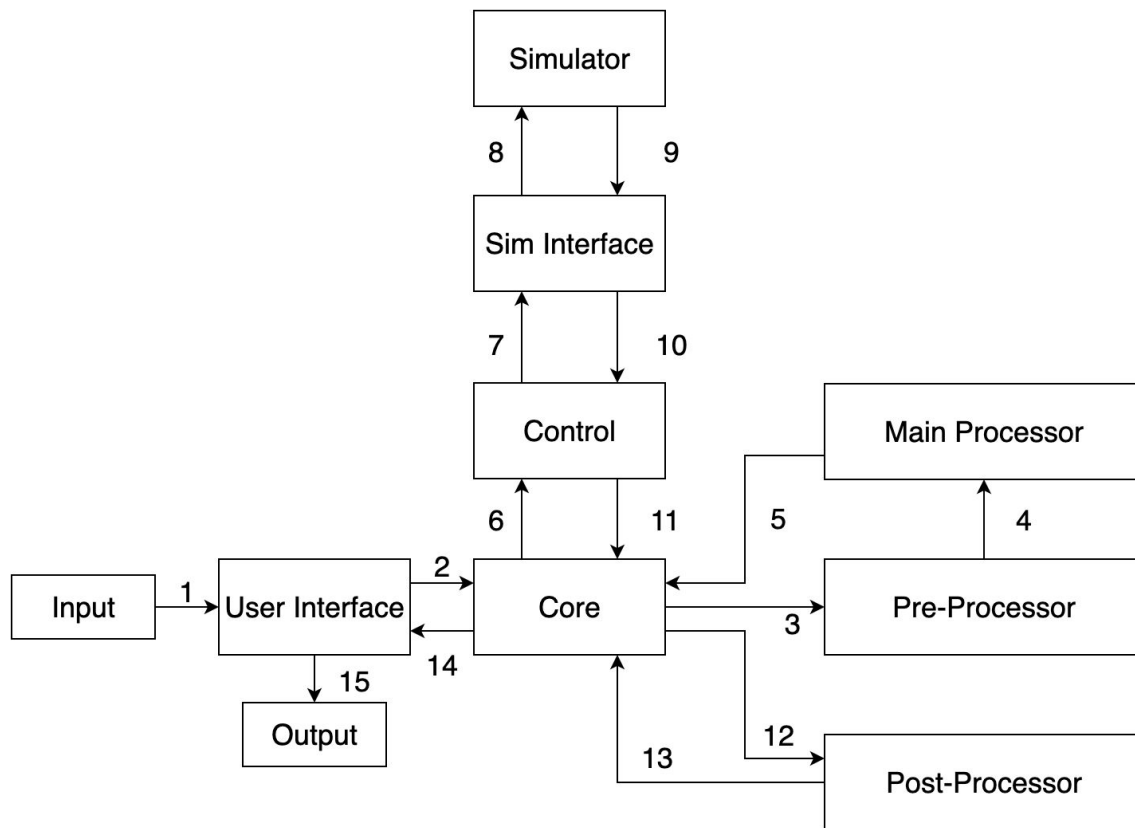 Simulator
8
9
Sim Interface
7
10
Control
Main Processor
6
11
5
4
Input
1
User Interface
2
14
Core
3
Pre-Processor
15
Output
13
12
Post-Processor